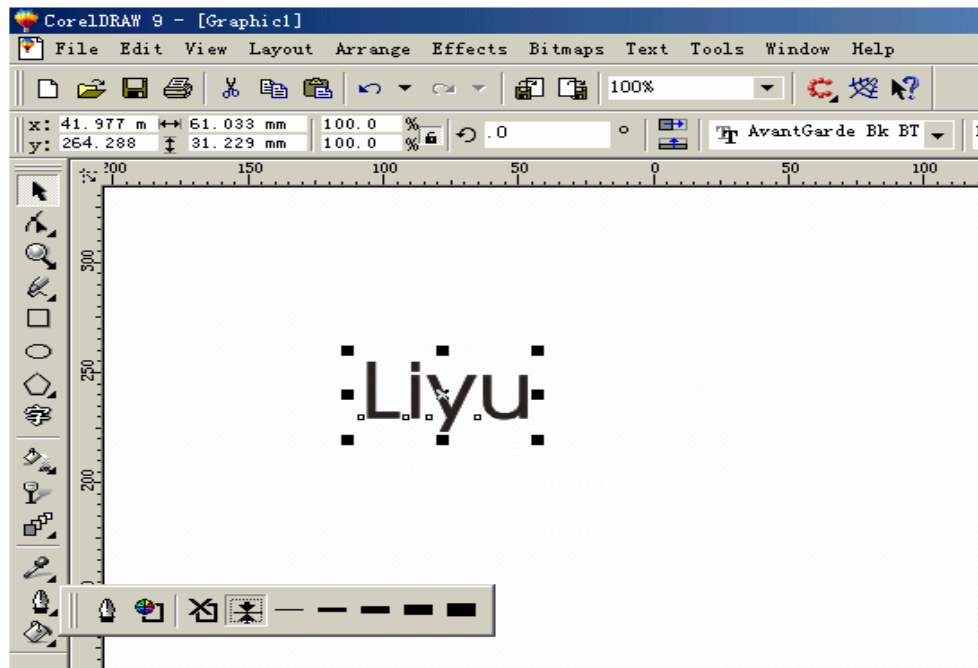 CorelDRAW 9 - [Graphic1]
File Edit View Layout Arrange Effects Bitmaps Text Tools Window Help
100%
x: 41.977 m 61.033 mm 100.0 % .0 ° AvantGarde Bk BT
y: 264.288 31.229 mm 100.0 %
200 150 100 50 0 50 100
300
250
Liyu
字
200